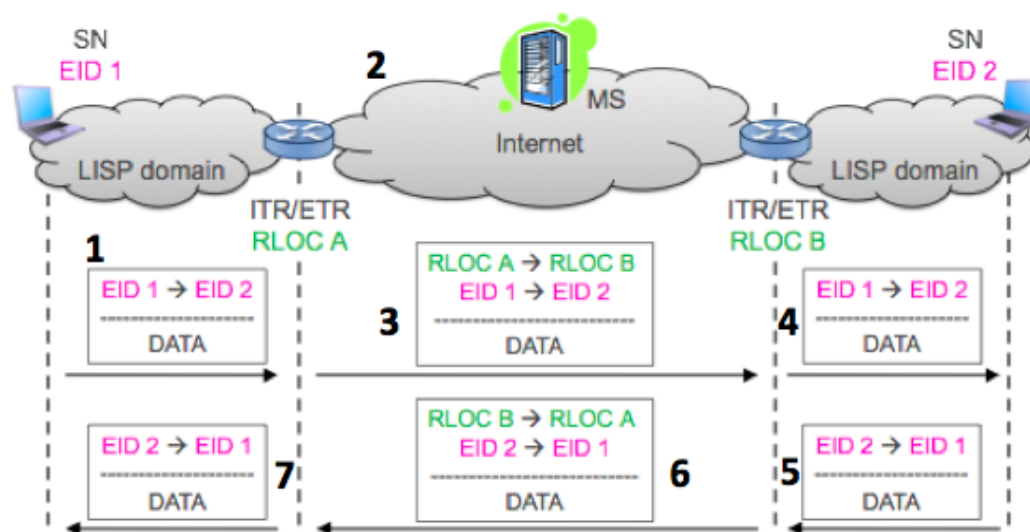 SN
EID 1
2
MS
Internet
SN
EID 2
LISP domain
LISP domain
ITR/ETR
RLOC A
ITR/ETR
RLOC B
1
EID 1 → EID 2
--------------------
DATA
3
RLOC A → RLOC B
EID 1 → EID 2
--------------------------
DATA
4
EID 1 → EID 2
--------------------
DATA
EID 2 → EID 1
--------------------
DATA
7
RLOC B → RLOC A
EID 2 → EID 1
--------------------------
DATA
6
5
EID 2 → EID 1
--------------------
DATA